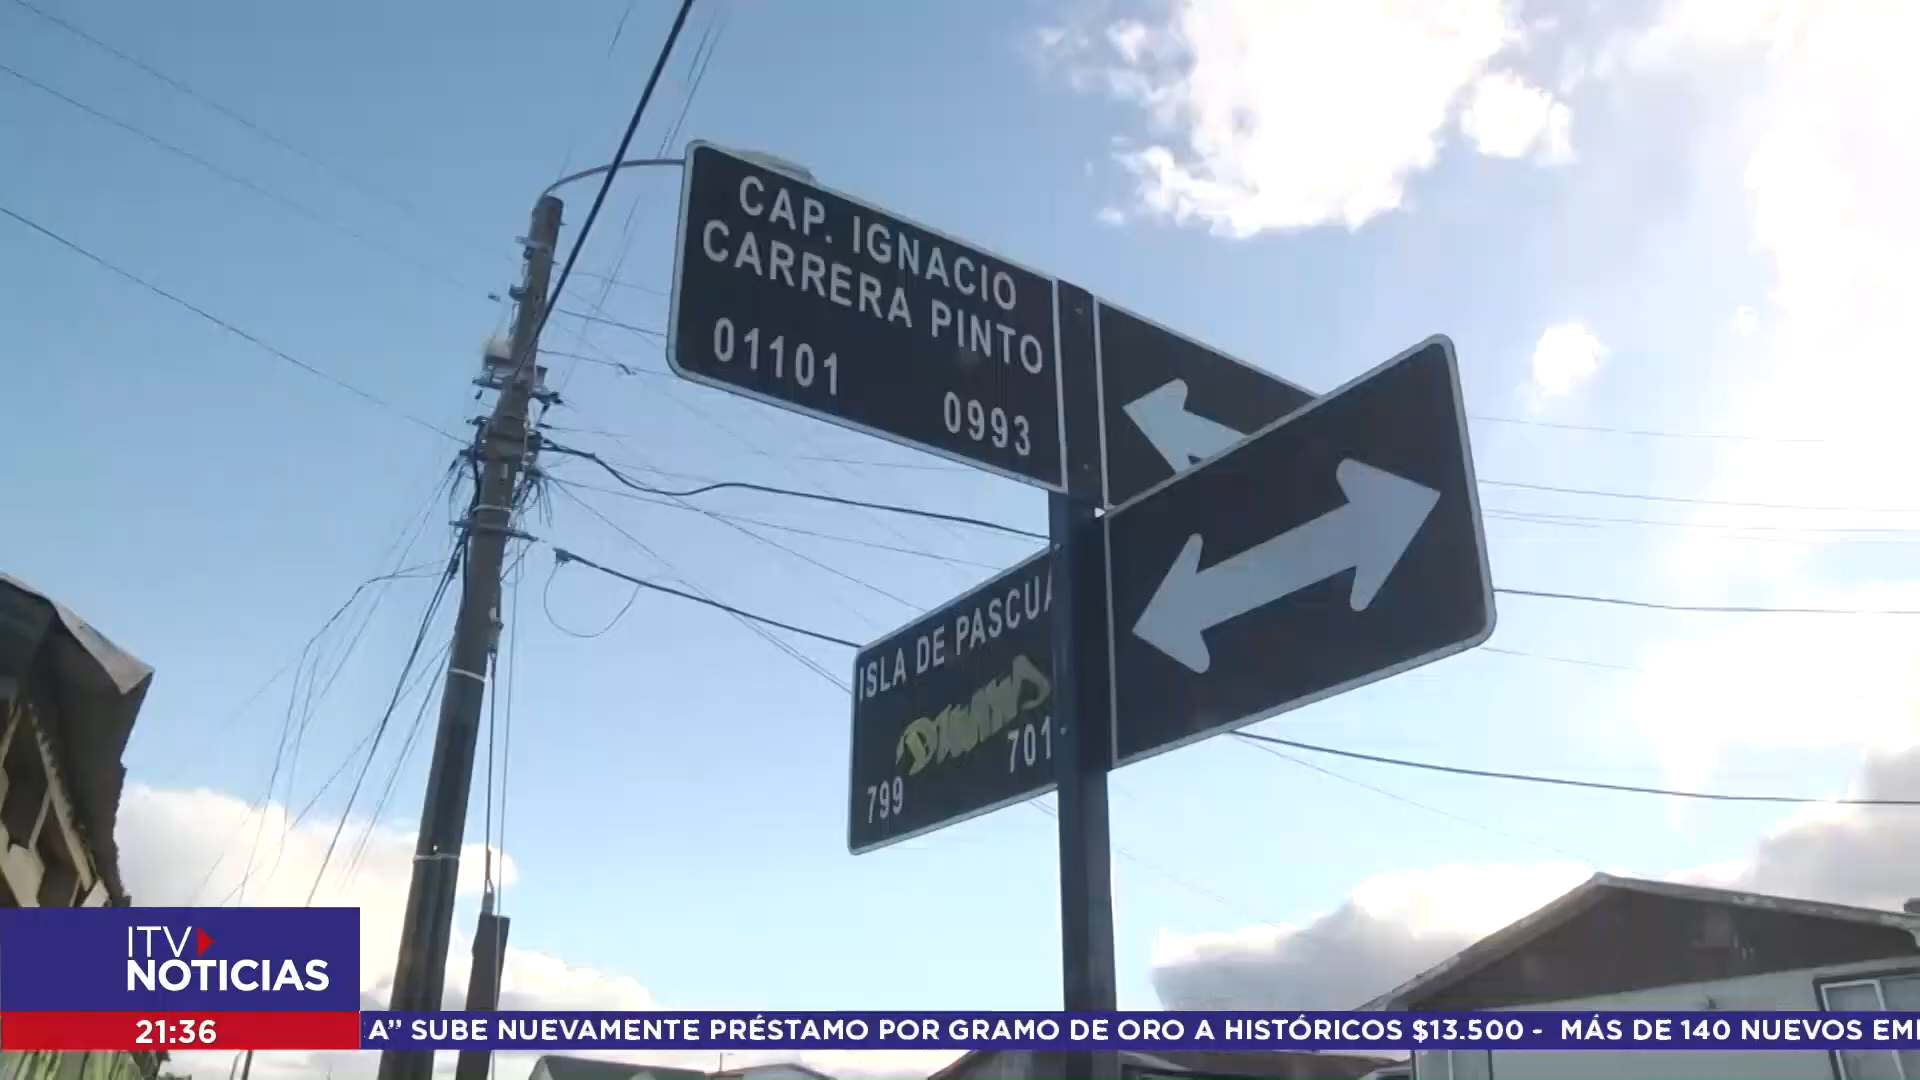 CAP. IGNACIO
CARRERA PINTO
01101 0993
ISLA DE PASCUA
799 701
ITV
NOTICIAS
21:36
A” SUBE NUEVAMENTE PRÉSTAMO POR GRAMO DE ORO A HISTÓRICOS $13.500 - MÁS DE 140 NUEVOS EM